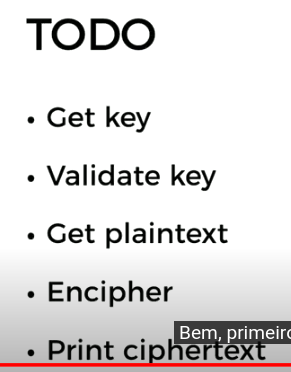 TODO
• Get key
• Validate key
• Get plaintext
• Encipher
Bem, primeiro
• Print ciphertext